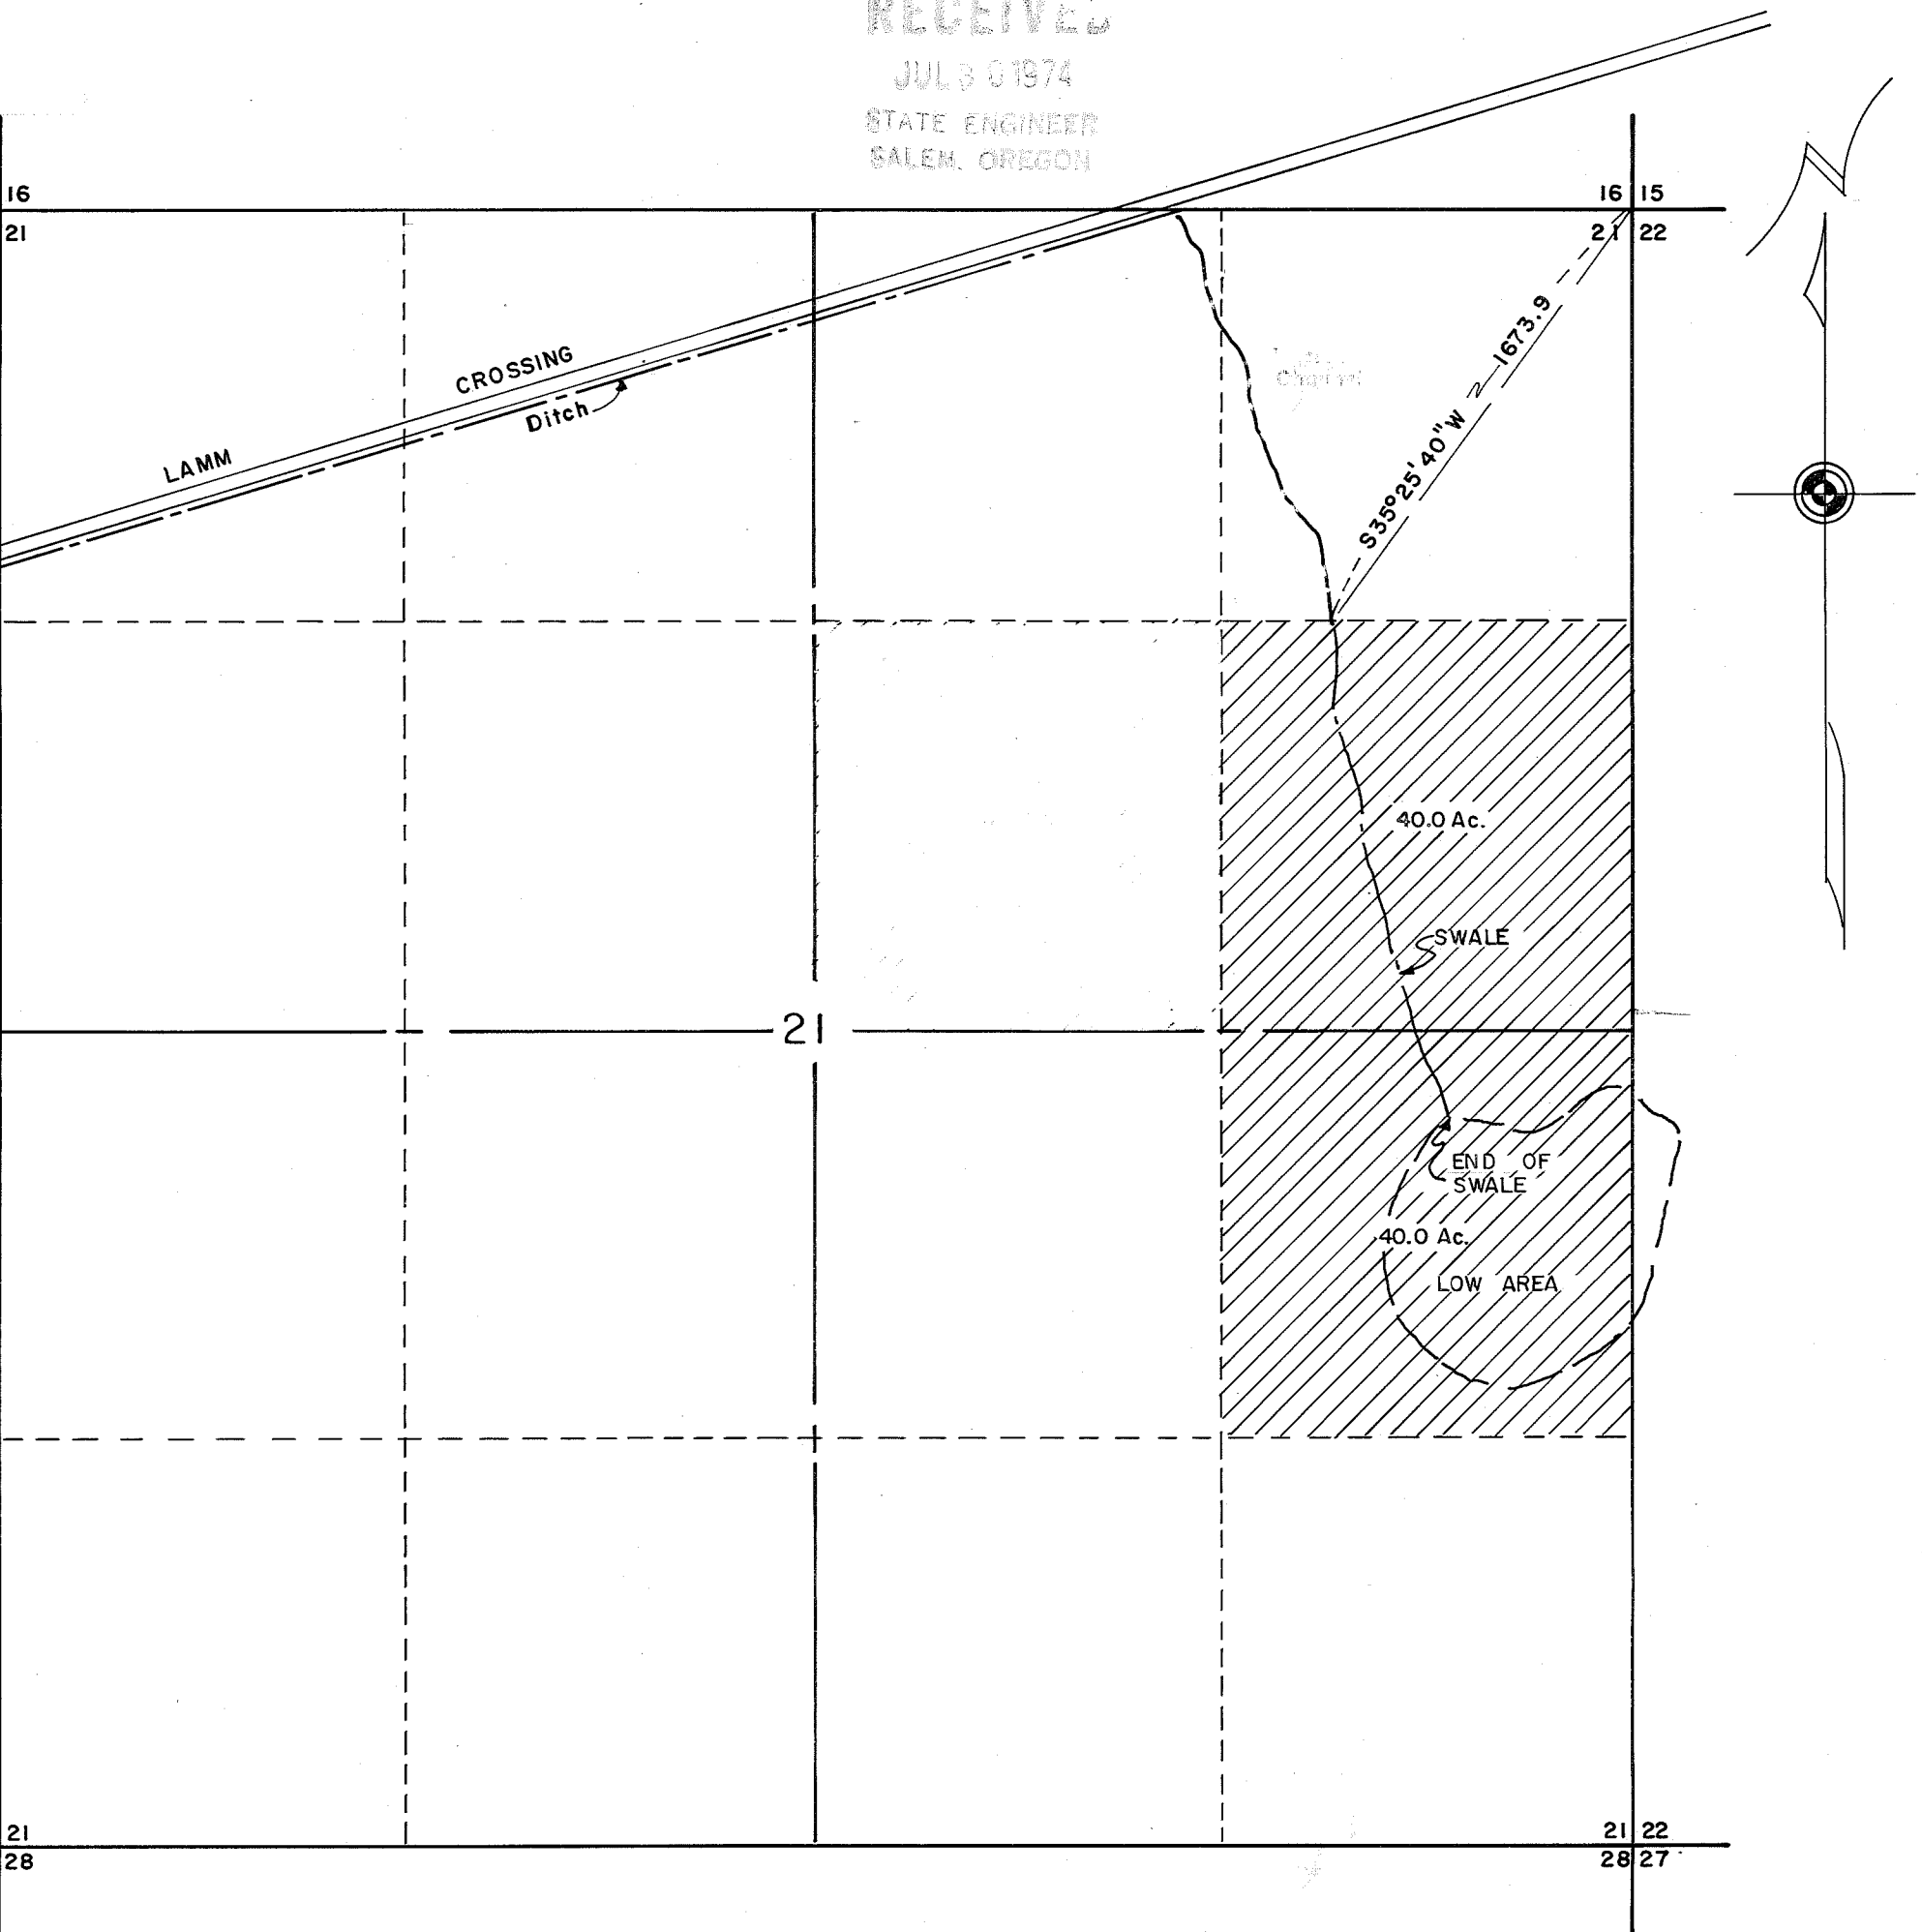 RECEIVED
JUL 30 1974
STATE ENGINEER
SALEM, OREGON
N
16
21
16 15
21 22
S35°25'40"W ~ 1673.9
LAMM CROSSING
Ditch
40.0 Ac.
SWALE
21
END OF
SWALE
40.0 Ac.
LOW AREA
21
28
21 22
28 27